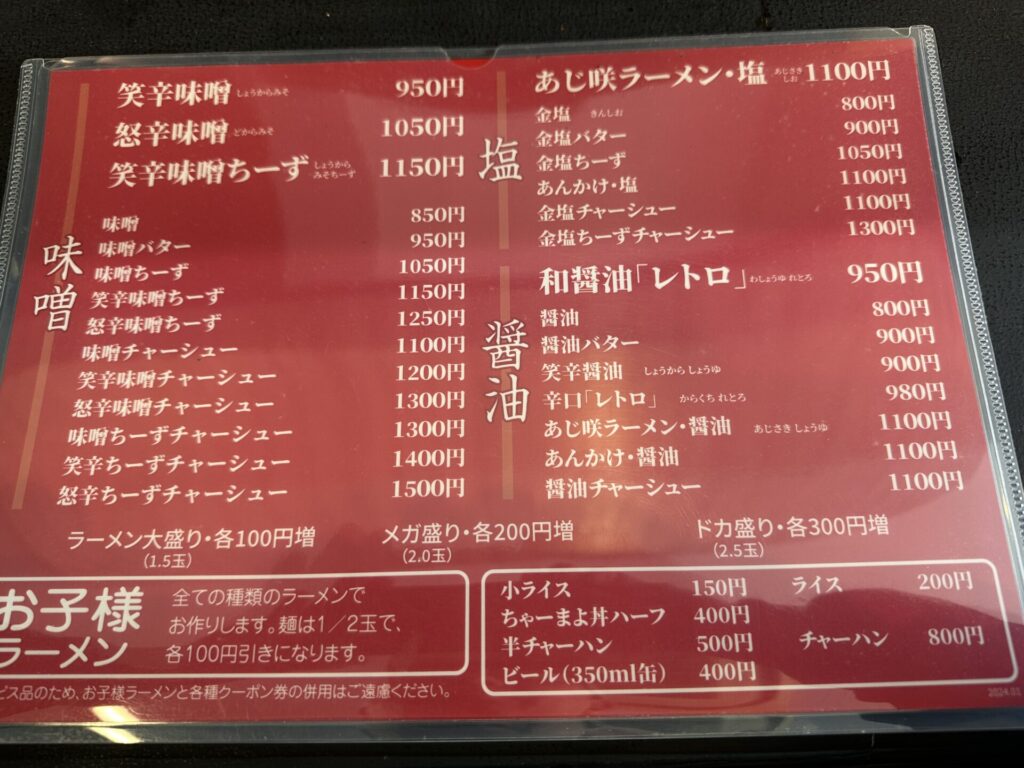 味噌
笑辛味噌 しょうからみそ 950円
怒辛味噌 どからみそ 1050円
笑辛味噌ちーず しょうから みそちーず 1150円
味噌 850円
味噌バター 950円
味噌ちーず 1050円
笑辛味噌ちーず 1150円
怒辛味噌ちーず 1250円
味噌チャーシュー 1100円
笑辛味噌チャーシュー 1200円
怒辛味噌チャーシュー 1300円
味噌ちーずチャーシュー 1300円
笑辛ちーずチャーシュー 1400円
怒辛ちーずチャーシュー 1500円
塩
あじ咲ラーメン・塩 あじさき しお 1100円
金塩 きんしお 800円
金塩バター 900円
金塩ちーず 1050円
あんかけ・塩 1100円
金塩チャーシュー 1100円
金塩ちーずチャーシュー 1300円
醤油
和醤油「レトロ」 わしょうゆ れとろ 950円
醤油 800円
醤油バター 900円
笑辛醤油 しょうから しょうゆ 900円
辛口「レトロ」 からくち れとろ 980円
あじ咲ラーメン・醤油 あじさき しょうゆ 1100円
あんかけ・醤油 1100円
醤油チャーシュー 1100円
ラーメン大盛り・各100円増 メガ盛り・各200円増 ドカ盛り・各300円増
(1.5玉) (2.0玉) (2.5玉)
お子様
ラーメン
全ての種類のラーメンで
お作りします。麺は1/2玉で、
各100円引きになります。
ビス品のため、お子様ラーメンと各種クーポン券の併用はご遠慮ください。
小ライス 150円 ライス 200円
ちゃーまよ丼ハーフ 400円
半チャーハン 500円 チャーハン 800円
ビール(350ml缶) 400円